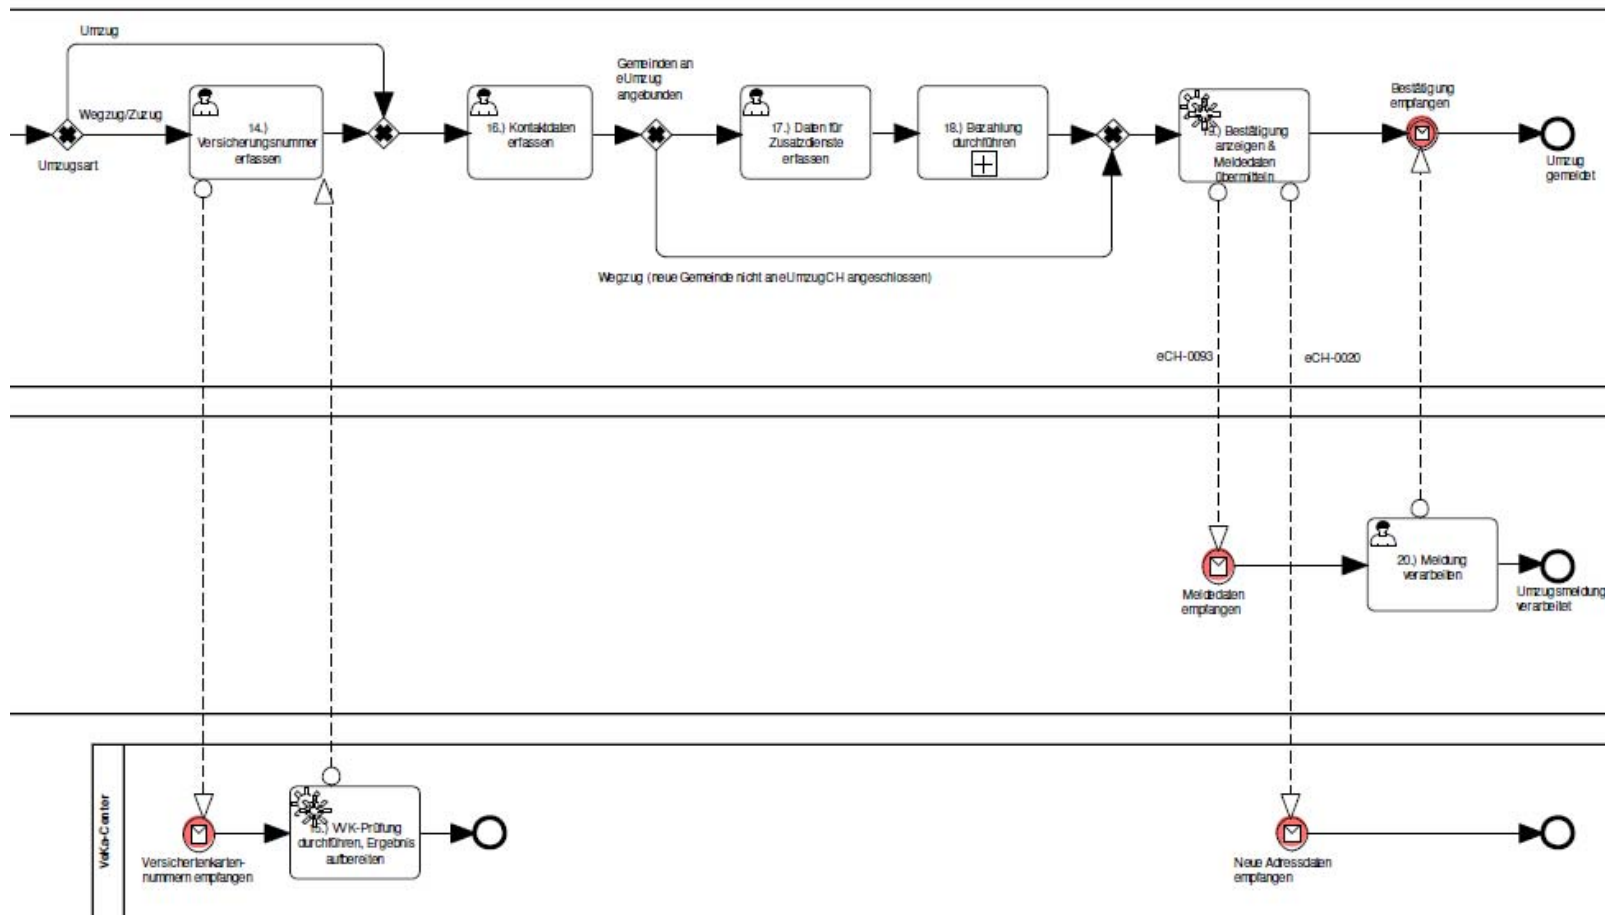 Umzug
Wegzug/Zuzug
Umzugsart
14.)
Versicherungsnummer
erfassen
16.) Kontaktdaten
erfassen
Gemeinden an
eUmzug
angebunden
17.) Daten für
Zusatzdienste
erfassen
18.) Bezahlung
durchführen
19.) Bestätigung
anzeigen &
Meldedaten
übermitteln
Bestätigung
empfangen
Umzug
gemeldet
Wegzug (neue Gemeinde nicht an eUmzugCH angeschlossen)
eCH-0093
eCH-0020
Meldedaten
empfangen
20.) Meldung
verarbeiten
Umzugsmeldung
verarbeitet
VeKa-Center
Versichertenkarten-
nummern empfangen
15.) VVK-Prüfung
durchführen, Ergebnis
aufbereiten
Neue Adressdaten
empfangen